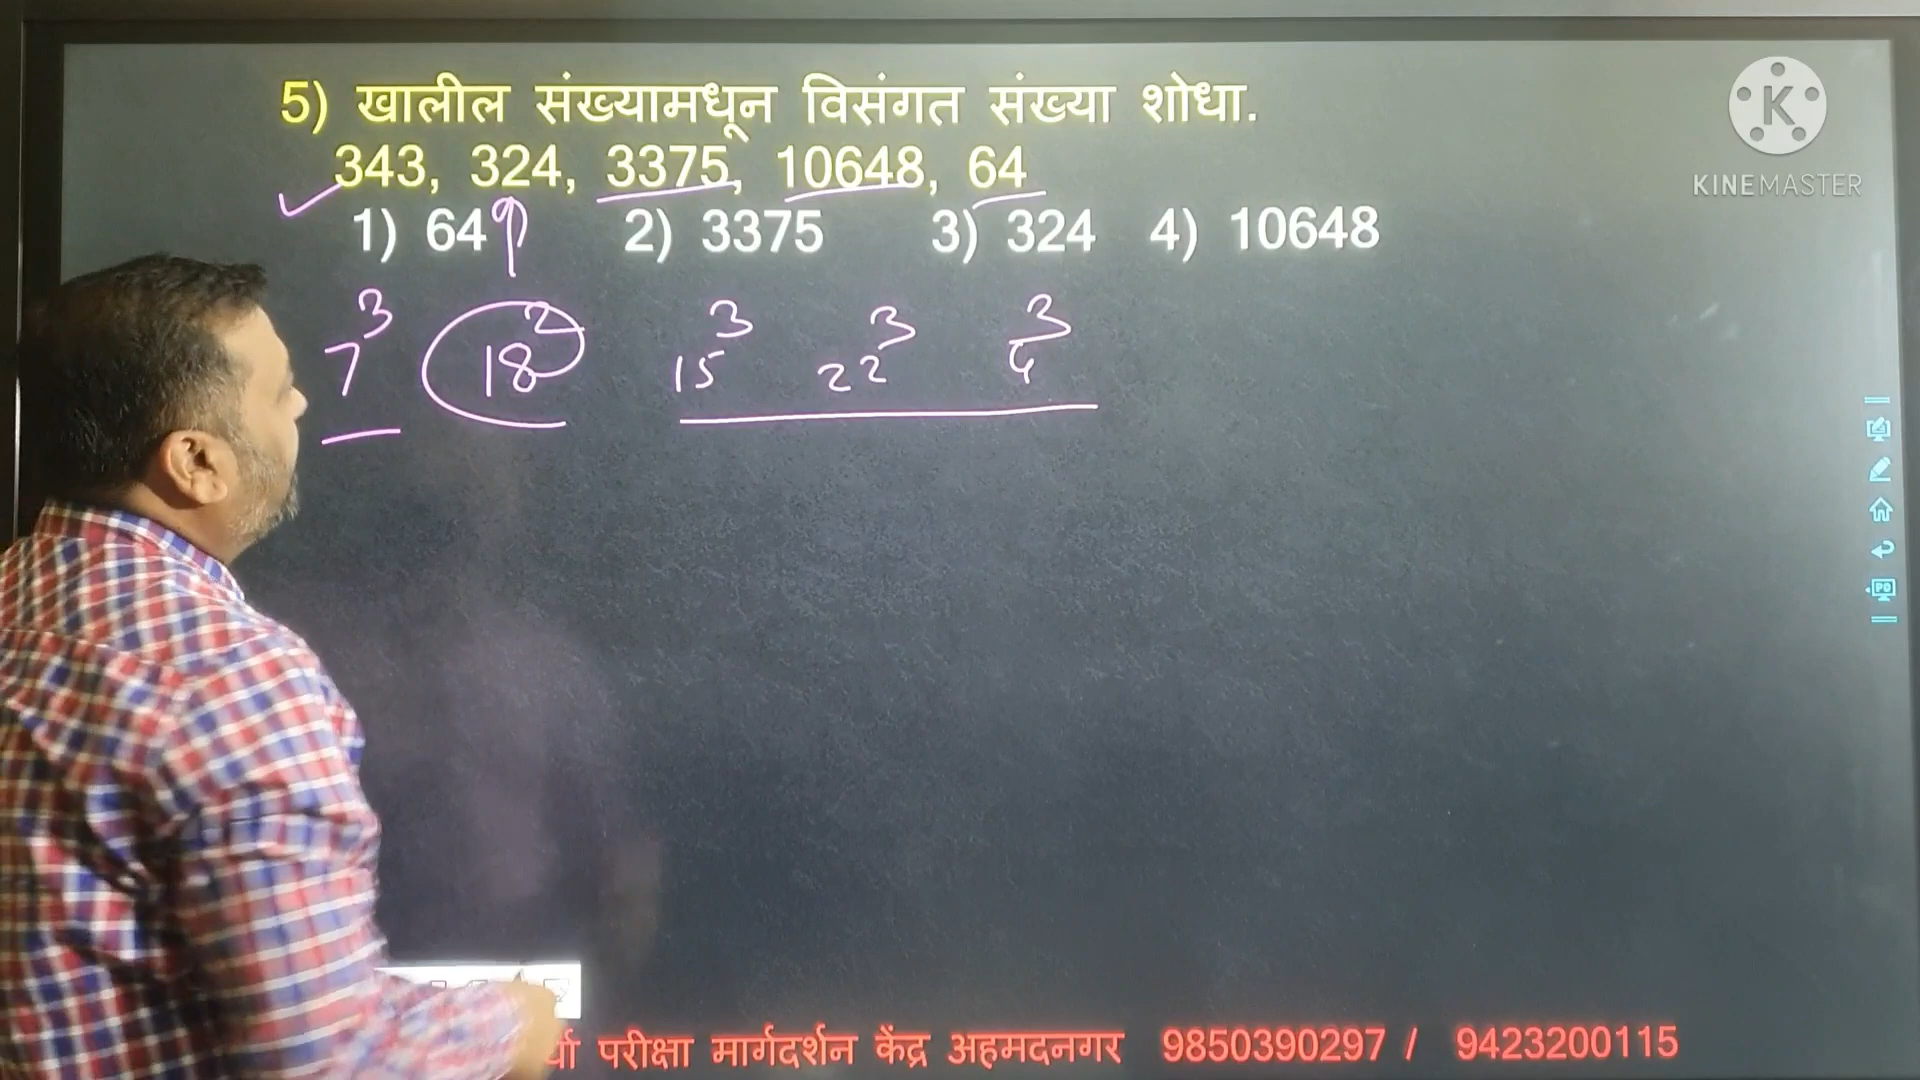 5) खालील संख्यामधून विसंगत संख्या शोधा.
343, 324, 3375, 10648, 64
1) 64 2) 3375 3) 324 4) 10648
7³ 18² 15³ 22³ 4³
KINEMASTER
परीक्षा मार्गदर्शन केंद्र अहमदनगर 9850390297 / 9423200115